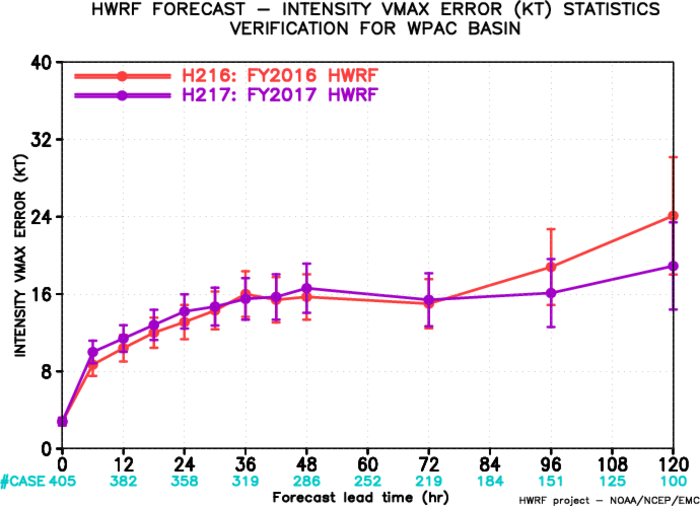 HWRF FORECAST – INTENSITY VMAX ERROR (KT) STATISTICS
VERIFICATION FOR WPAC BASIN
H216: FY2016 HWRF
H217: FY2017 HWRF
INTENSITY VMAX ERROR (KT)
40
32
24
16
8
0
0 12 24 36 48 60 72 84 96 108 120
#CASE 405 382 358 319 286 252 219 184 151 125 100
Forecast lead time (hr)
HWRF project – NOAA/NCEP/EMC